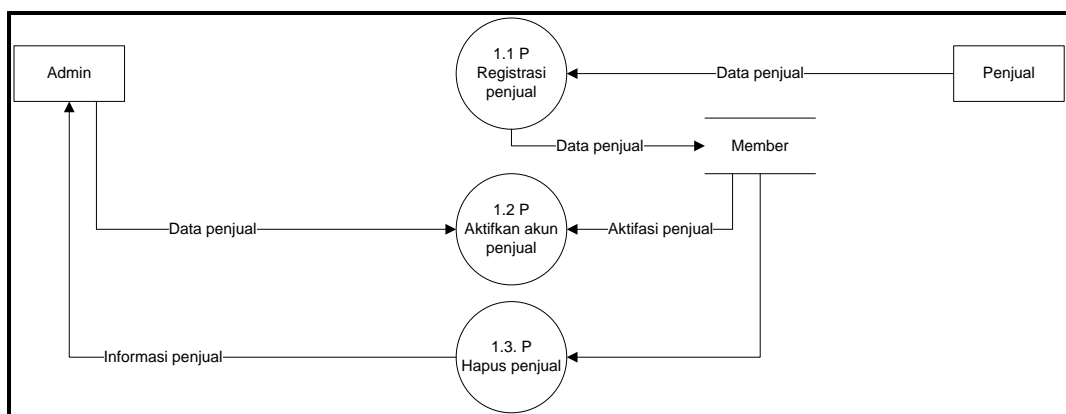 Admin
1.1 P
Registrasi
penjual
Data penjual
Penjual
Data penjual
Member
1.2 P
Aktifkan akun
penjual
Data penjual
Aktifasi penjual
1.3. P
Hapus penjual
Informasi penjual